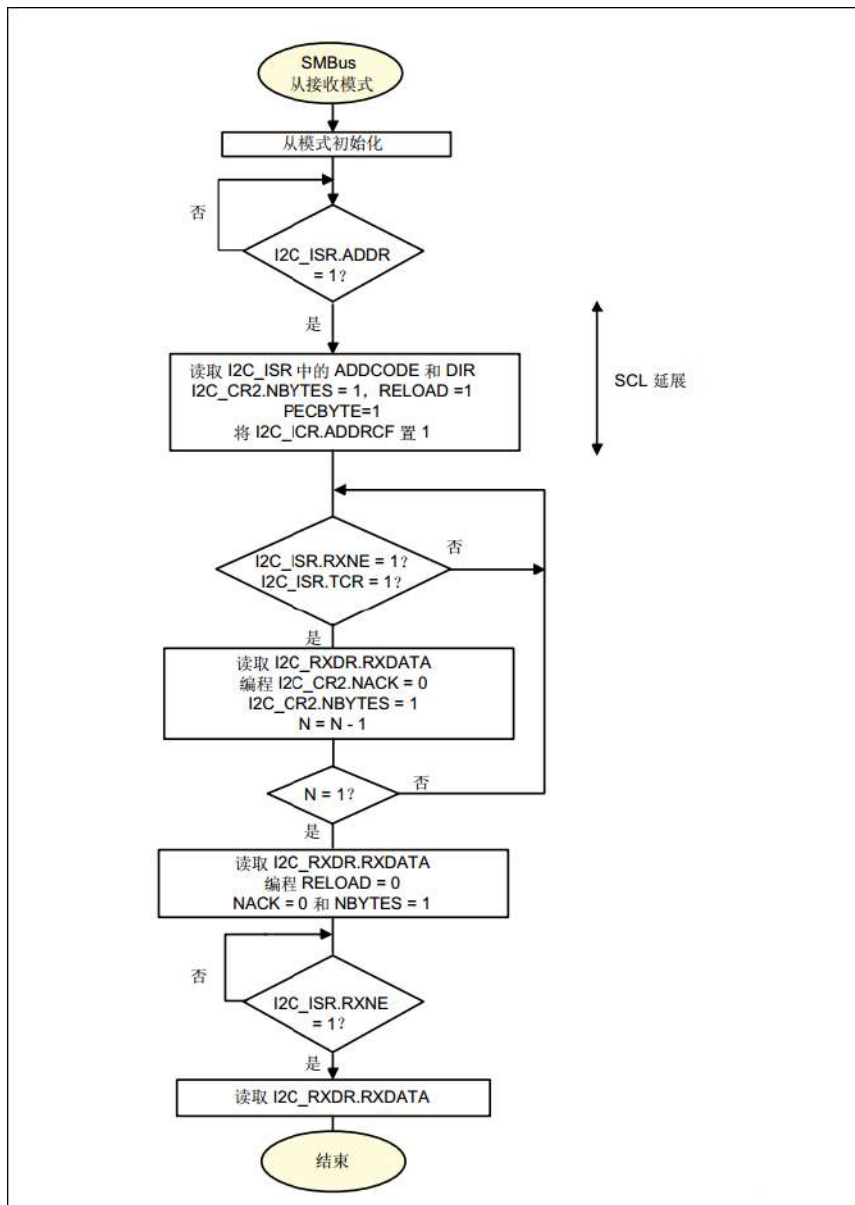 SMBus
从接收模式
从模式初始化
否
I2C_ISR.ADDR
= 1?
是
读取 I2C_ISR 中的 ADDCODE 和 DIR
I2C_CR2.NBYTES = 1, RELOAD =1
PECBYTE=1
将 I2C_ICR.ADDRCF 置 1
SCL 延展
I2C_ISR.RXNE = 1?
I2C_ISR.TCR = 1?
否
是
读取 I2C_RXDR.RXDATA
编程 I2C_CR2.NACK = 0
I2C_CR2.NBYTES = 1
N = N - 1
N = 1?
否
是
读取 I2C_RXDR.RXDATA
编程 RELOAD = 0
NACK = 0 和 NBYTES = 1
否
I2C_ISR.RXNE
= 1?
是
读取 I2C_RXDR.RXDATA
结束